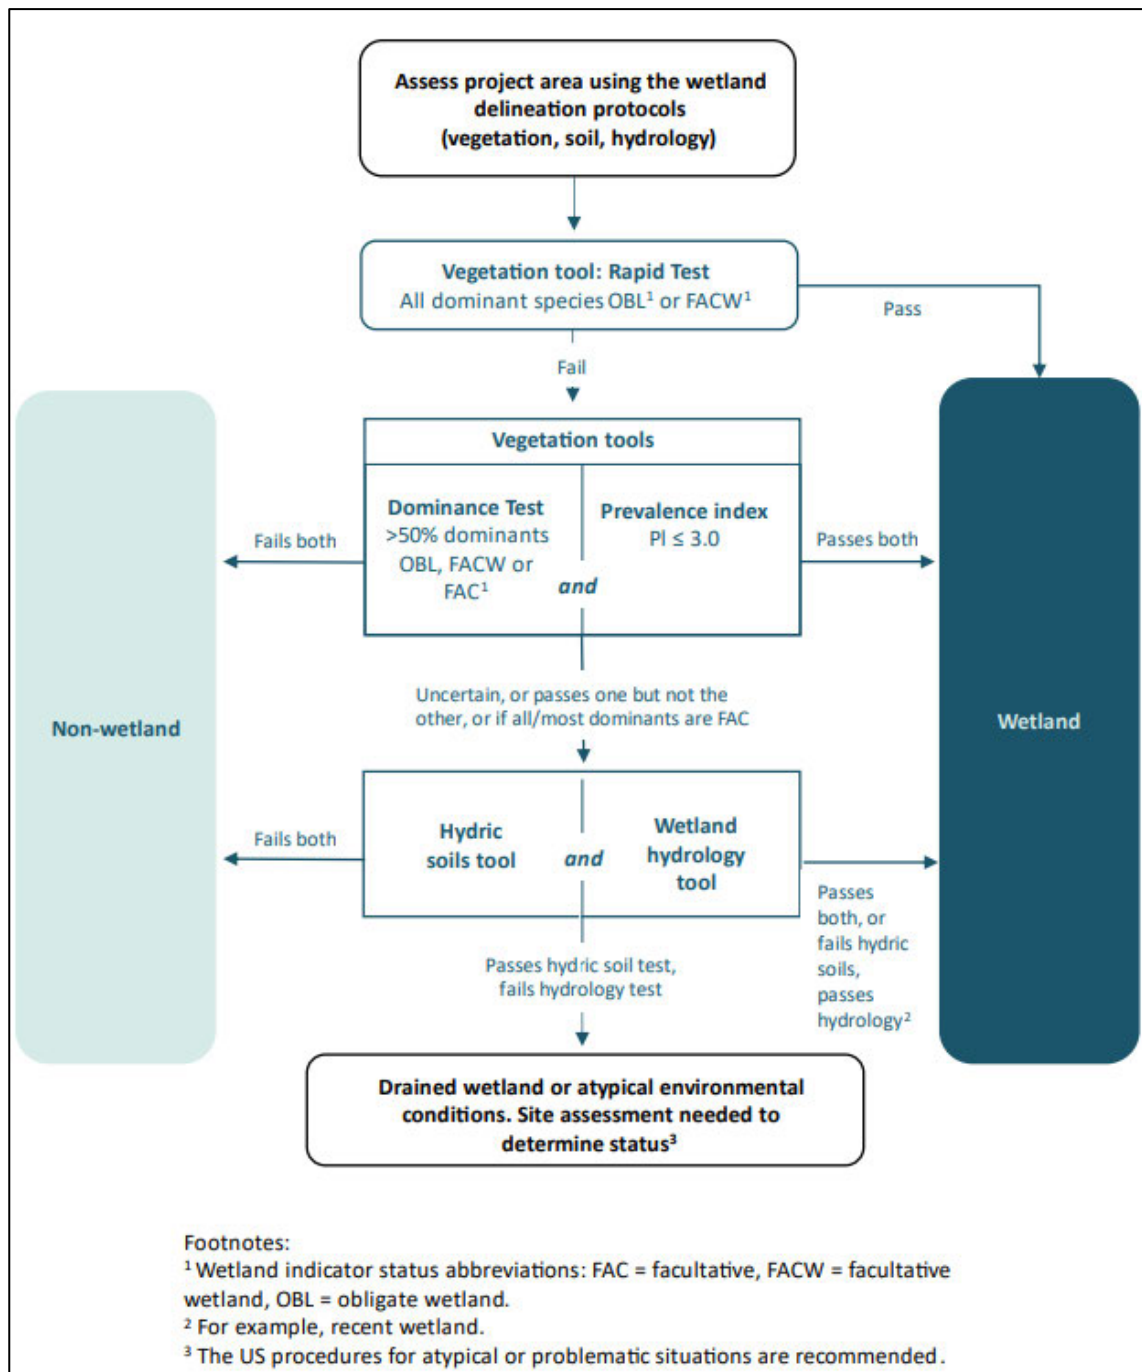 Assess project area using the wetland
delineation protocols
(vegetation, soil, hydrology)
Vegetation tool: Rapid Test
All dominant species OBL¹ or FACW¹
Pass
Fail
Vegetation tools
Dominance Test
>50% dominants
OBL, FACW or
FAC¹
and
Prevalence index
PI ≤ 3.0
Fails both
Passes both
Uncertain, or passes one but not the
other, or if all/most dominants are FAC
Non-wetland
Wetland
Hydric
soils tool
and
Wetland
hydrology
tool
Fails both
Passes
both, or
fails hydric
soils,
passes
hydrology²
Passes hydric soil test,
fails hydrology test
Drained wetland or atypical environmental
conditions. Site assessment needed to
determine status³
Footnotes:
¹ Wetland indicator status abbreviations: FAC = facultative, FACW = facultative
wetland, OBL = obligate wetland.
² For example, recent wetland.
³ The US procedures for atypical or problematic situations are recommended.